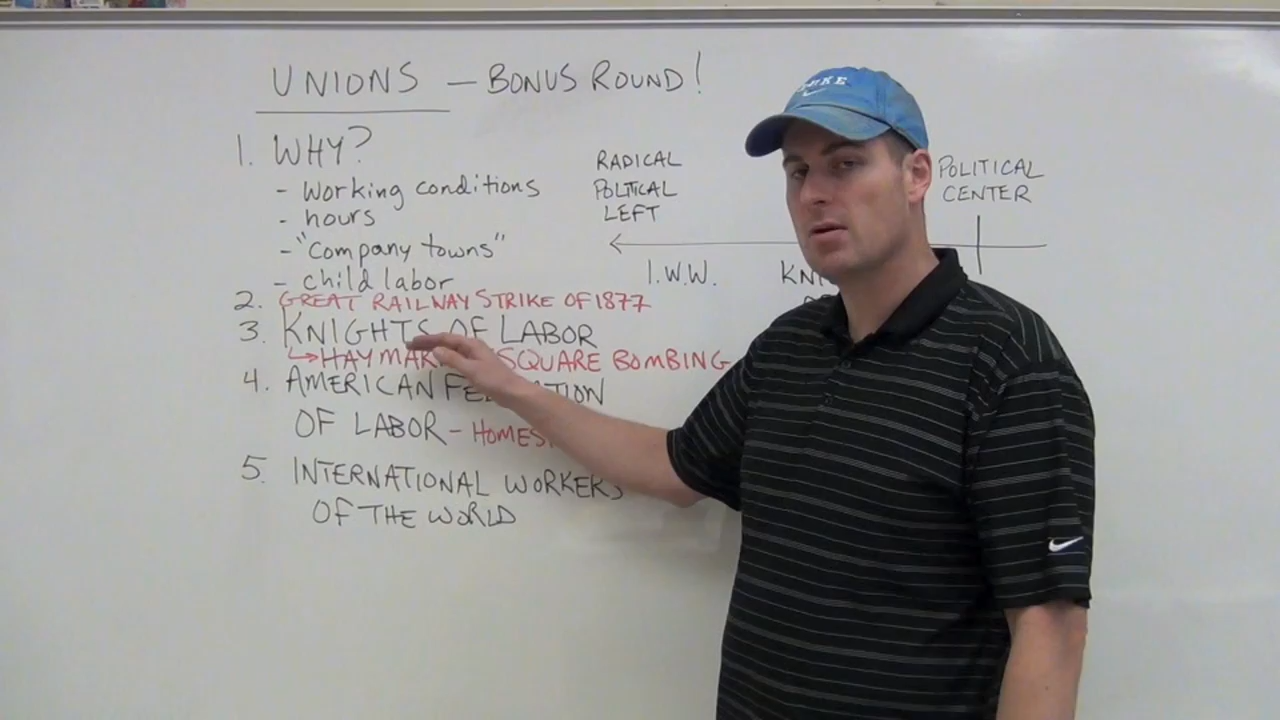 UNIONS — BONUS ROUND!
1. WHY?
- working conditions
- hours
- "company towns"
- child labor
2. GREAT RAILWAY STRIKE OF 1877
3. KNIGHTS OF LABOR
SQUARE BOMBING
4. AMERICAN
OF LABOR -
5. INTERNATIONAL WORKERS
OF THE WORLD
RADICAL
POLITICAL
LEFT
I.W.W.
POLITICAL
CENTER